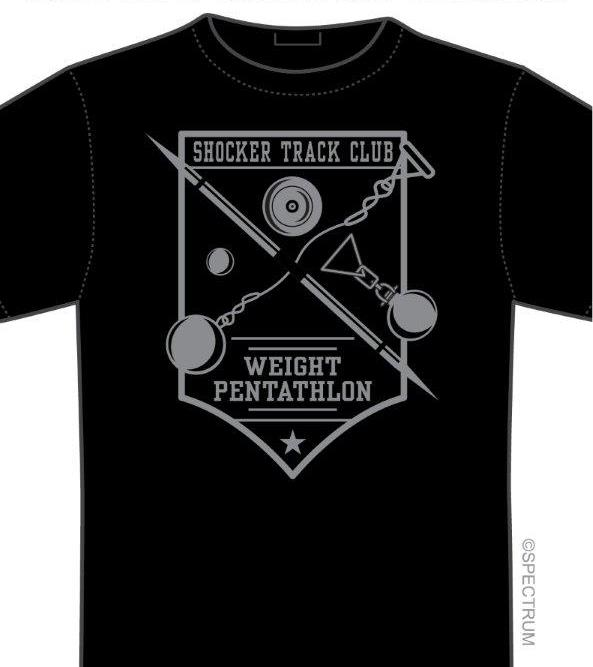 SHOCKER TRACK CLUB
WEIGHT
PENTATHLON
©SPECTRUM